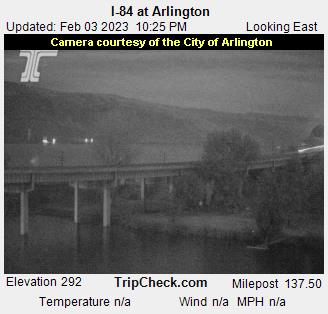 I-84 at Arlington
Updated: Feb 03 2023 10:25 PM Looking East
Camera courtesy of the City of Arlington
Elevation 292 TripCheck.com Milepost 137.50
Temperature n/a Wind n/a MPH n/a